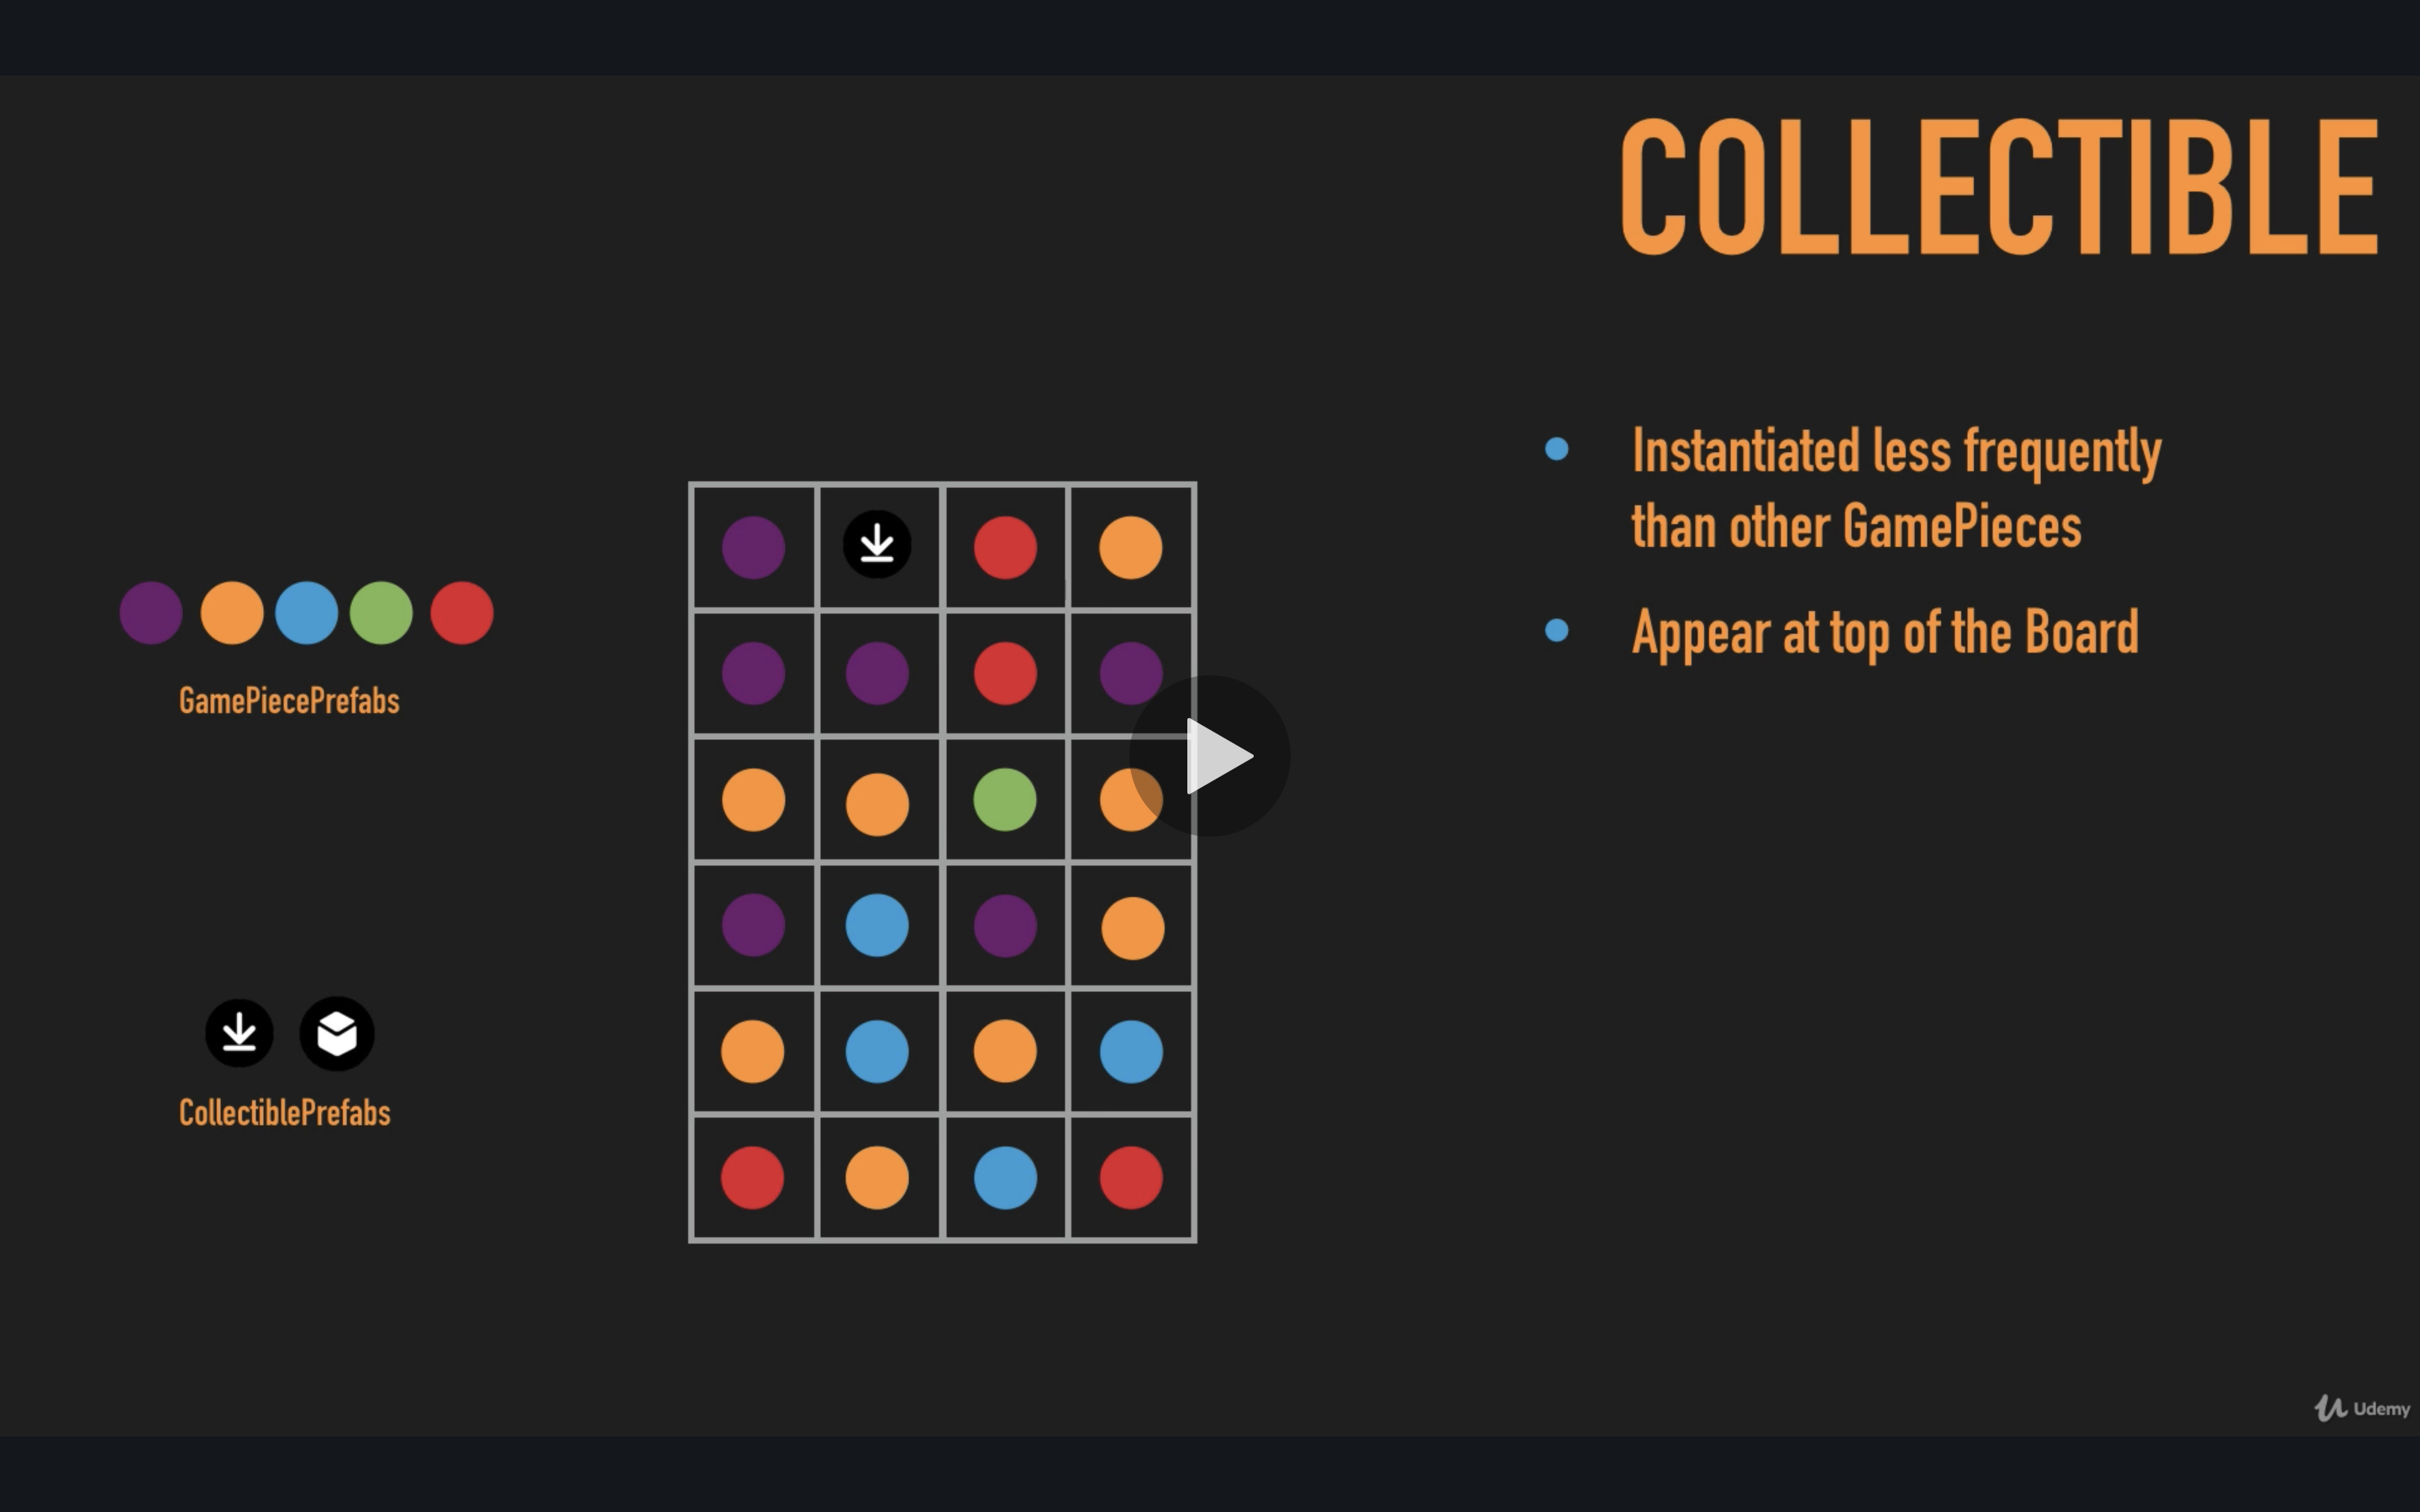 COLLECTIBLE
Instantiated less frequently
than other GamePieces
Appear at top of the Board
GamePiecePrefabs
CollectiblePrefabs
Udemy